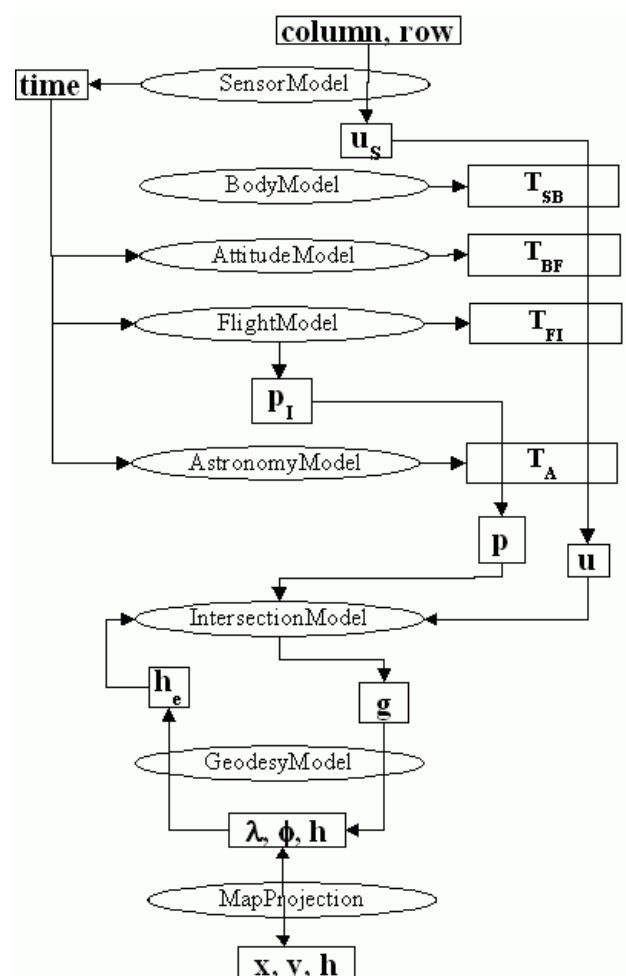 column, row
time
SensorModel
uS
BodyModel
TSB
AttitudeModel
TBF
FlightModel
TFI
pI
AstronomyModel
TA
p
u
IntersectionModel
he
g
GeodesyModel
λ, ϕ, h
MapProjection
x, y, h